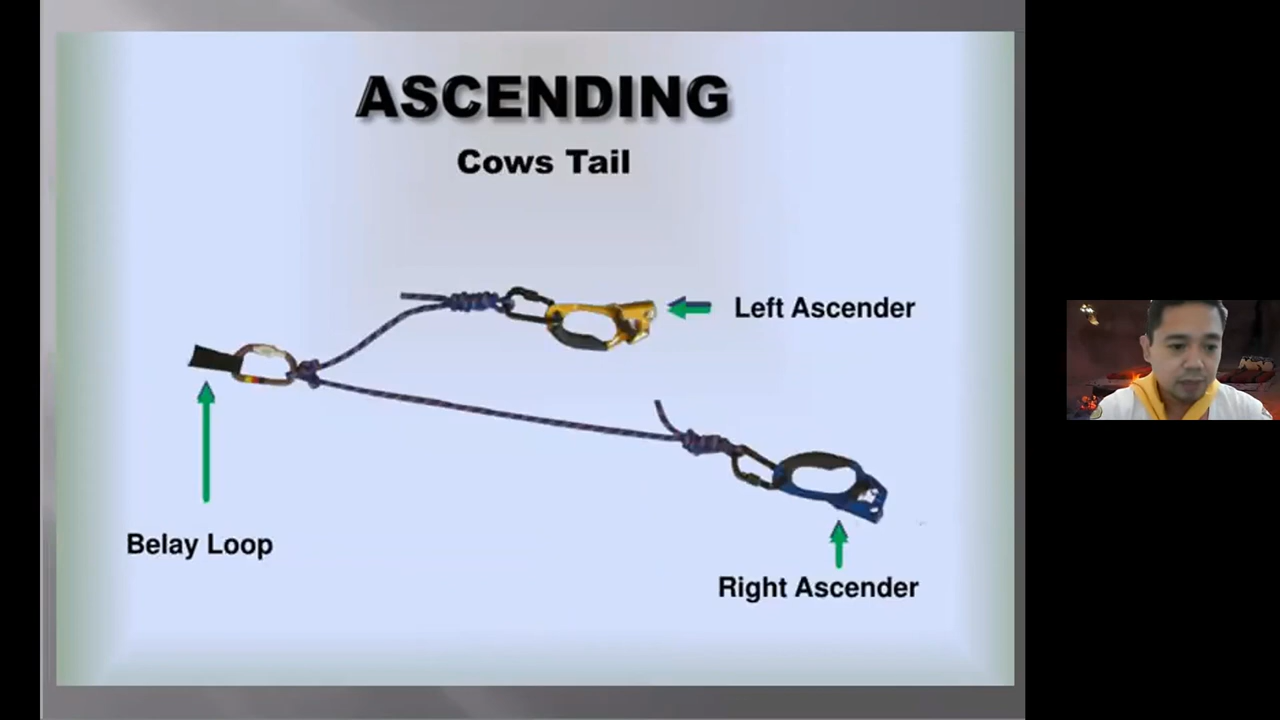 ASCENDING
Cows Tail
Left Ascender
Belay Loop
Right Ascender